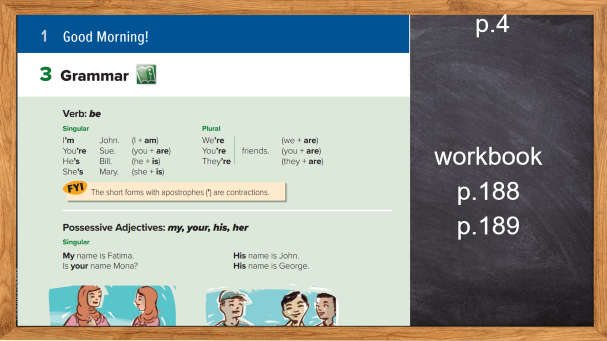 1 Good Morning!
3 Grammar
Verb: be
Singular Plural
I'm John. (I + am) We're (we + are)
You're Sue. (you + are) You're friends. (you + are)
He's Bill. (he + is) They're (they + are)
She's Mary. (she + is)
FYI The short forms with apostrophes (') are contractions.
Possessive Adjectives: my, your, his, her
Singular
My name is Fatima. His name is John.
Is your name Mona? His name is George.
p.4
workbook
p.188
p.189